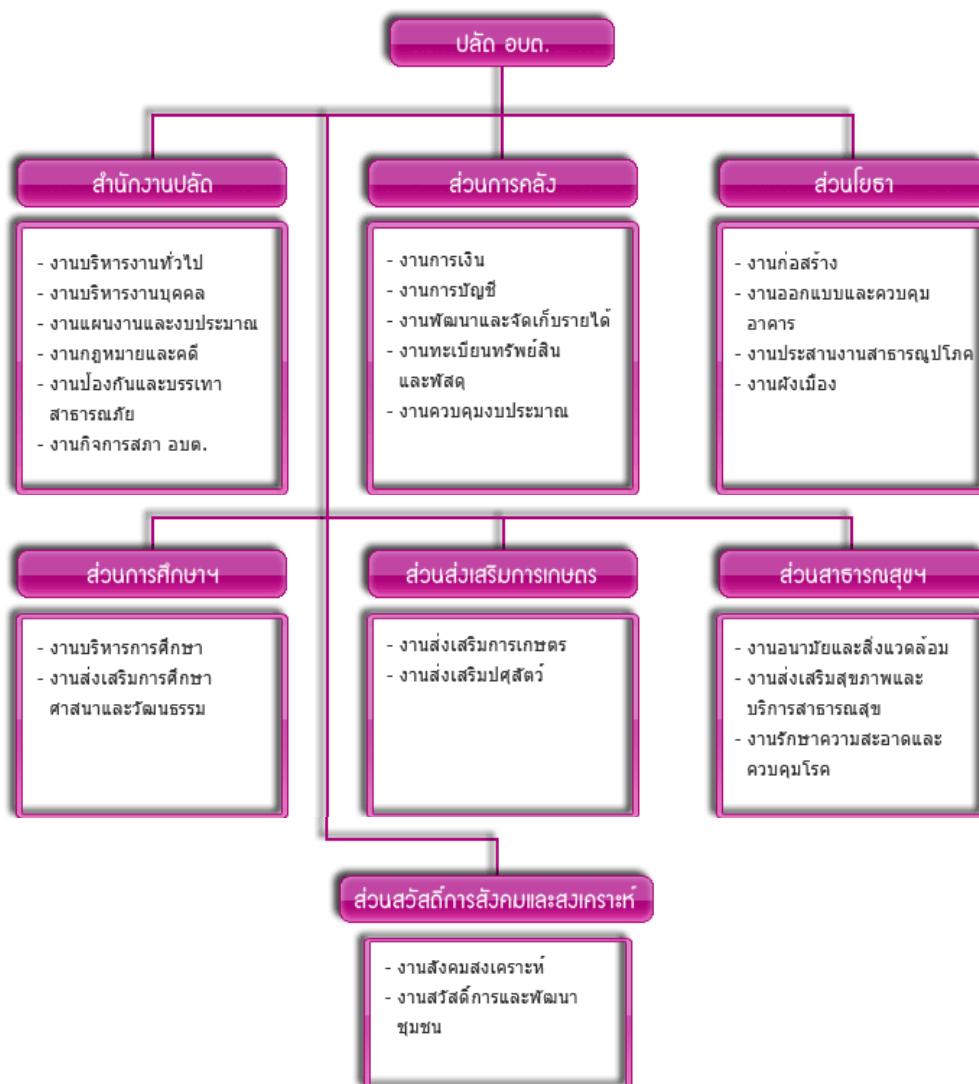 ปลัด อบต.
สำนักงานปลัด
- งานบริหารงานทั่วไป
- งานบริหารงานบุคคล
- งานแผนงานและงบประมาณ
- งานกฎหมายและคดี
- งานป้องกันและบรรเทา
สาธารณภัย
- งานกิจการสภา อบต.
ส่วนการคลัง
- งานการเงิน
- งานการบัญชี
- งานพัฒนาและจัดเก็บรายได้
- งานทะเบียนทรัพย์สิน
และพัสดุ
- งานควบคุมงบประมาณ
ส่วนโยธา
- งานก่อสร้าง
- งานออกแบบและควบคุม
อาคาร
- งานประสานงานสาธารณูปโภค
- งานผังเมือง
ส่วนการศึกษาฯ
- งานบริหารการศึกษา
- งานส่งเสริมการศึกษา
ศาสนาและวัฒนธรรม
ส่วนส่งเสริมการเกษตร
- งานส่งเสริมการเกษตร
- งานส่งเสริมปศุสัตว์
ส่วนสาธารณสุขฯ
- งานอนามัยและสิ่งแวดล้อม
- งานส่งเสริมสุขภาพและ
บริการสาธารณสุข
- งานรักษาความสะอาดและ
ควบคุมโรค
ส่วนสวัสดิ์การสังคมและสงเคราะห์
- งานสังคมสงเคราะห์
- งานสวัสดิ์การและพัฒนา
ชุมชน